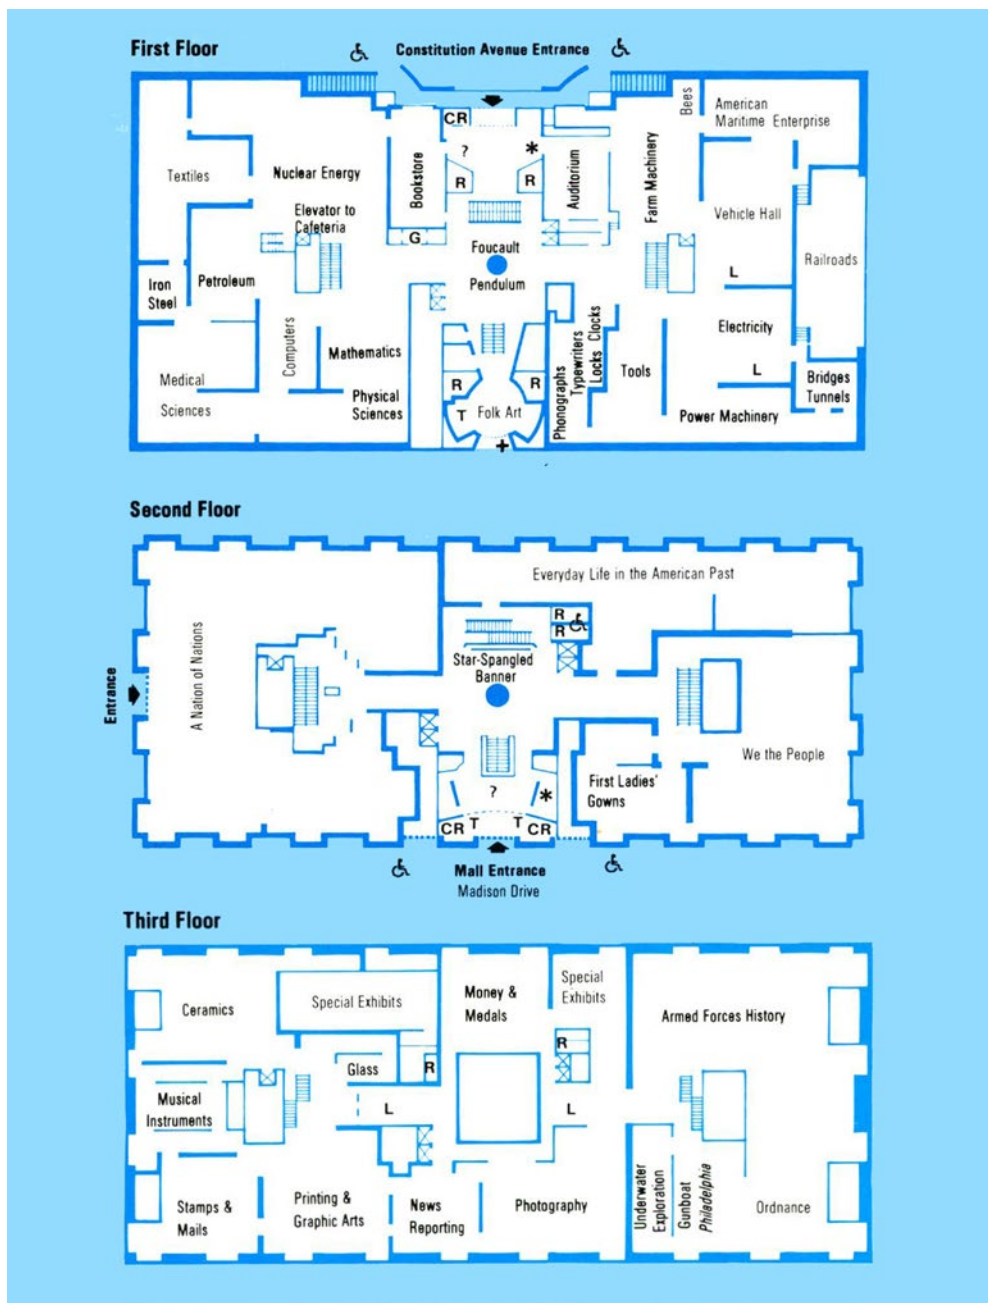 First Floor
Constitution Avenue Entrance
CR
?
*
R
R
Bookstore
Auditorium
G
Foucault
Pendulum
Textiles
Nuclear Energy
Elevator to
Cafeteria
Iron
Steel
Petroleum
Computers
Mathematics
Physical
Sciences
Medical
Sciences
R
R
T
Folk Art
+
Farm Machinery
Bees
American
Maritime Enterprise
Vehicle Hall
L
Railroads
Electricity
L
Bridges
Tunnels
Power Machinery
Tools
Phonographs
Typewriters
Locks Clocks
Second Floor
Everyday Life in the American Past
A Nation of Nations
Entrance
R
R
Star-Spangled
Banner
We the People
First Ladies'
Gowns
?
*
CR T
T CR
Mall Entrance
Madison Drive
Third Floor
Ceramics
Special Exhibits
Money &
Medals
Special
Exhibits
Armed Forces History
Glass
R
R
Musical
Instruments
L
L
Stamps &
Mails
Printing &
Graphic Arts
News
Reporting
Photography
Underwater
Exploration
Gunboat
Philadelphia
Ordnance